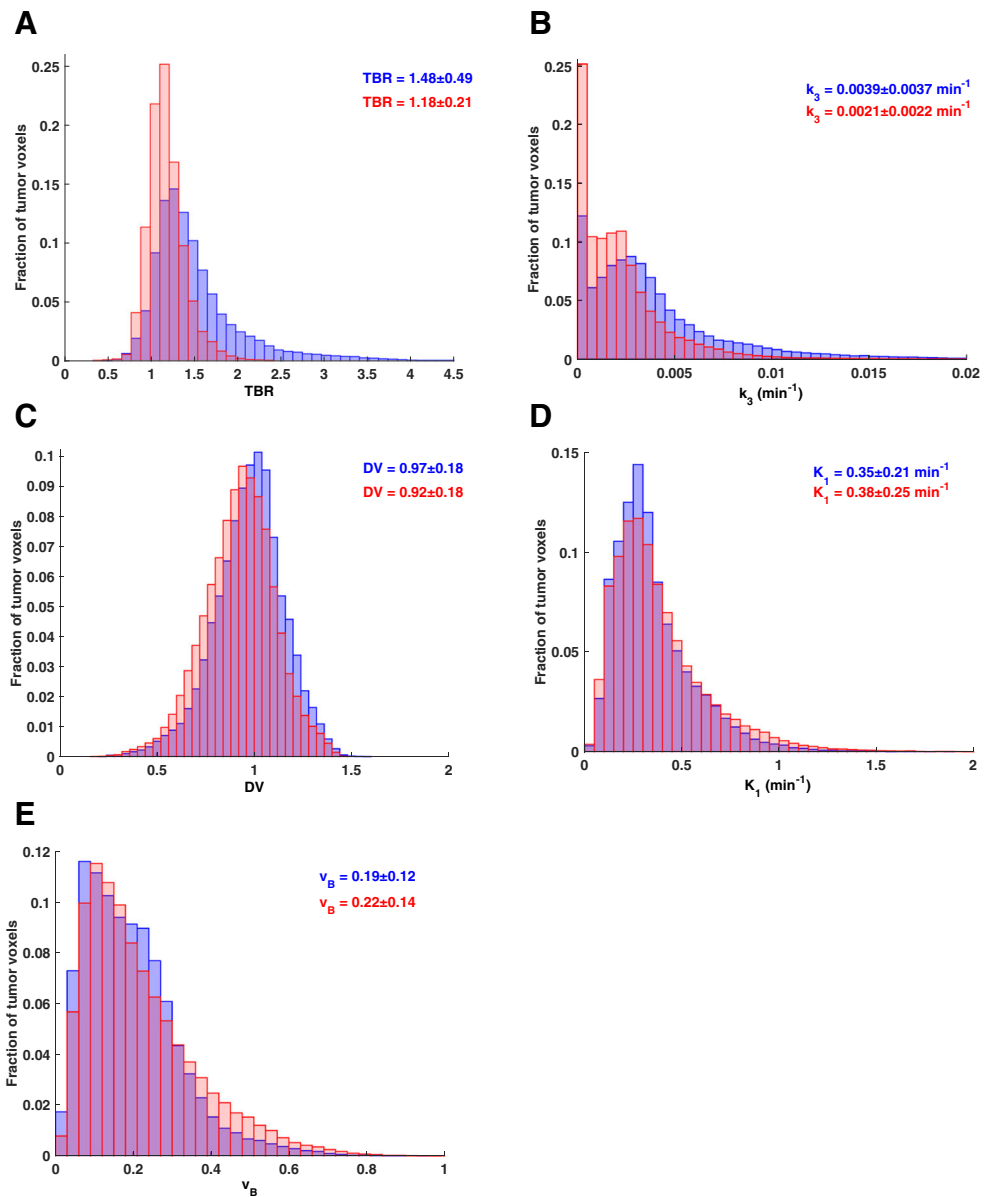 A
TBR = 1.48±0.49
TBR = 1.18±0.21
Fraction of tumor voxels
0.25
0.2
0.15
0.1
0.05
0
0 0.5 1 1.5 2 2.5 3 3.5 4 4.5
TBR
B
k3 = 0.0039±0.0037 min-1
k3 = 0.0021±0.0022 min-1
Fraction of tumor voxels
0.25
0.2
0.15
0.1
0.05
0
0 0.005 0.01 0.015 0.02
k3 (min-1)
C
DV = 0.97±0.18
DV = 0.92±0.18
Fraction of tumor voxels
0.1
0.09
0.08
0.07
0.06
0.05
0.04
0.03
0.02
0.01
0
0 0.5 1 1.5 2
DV
D
K1 = 0.35±0.21 min-1
K1 = 0.38±0.25 min-1
Fraction of tumor voxels
0.15
0.1
0.05
0
0 0.5 1 1.5 2
K1 (min-1)
E
vB = 0.19±0.12
vB = 0.22±0.14
Fraction of tumor voxels
0.12
0.1
0.08
0.06
0.04
0.02
0
0 0.2 0.4 0.6 0.8 1
vB